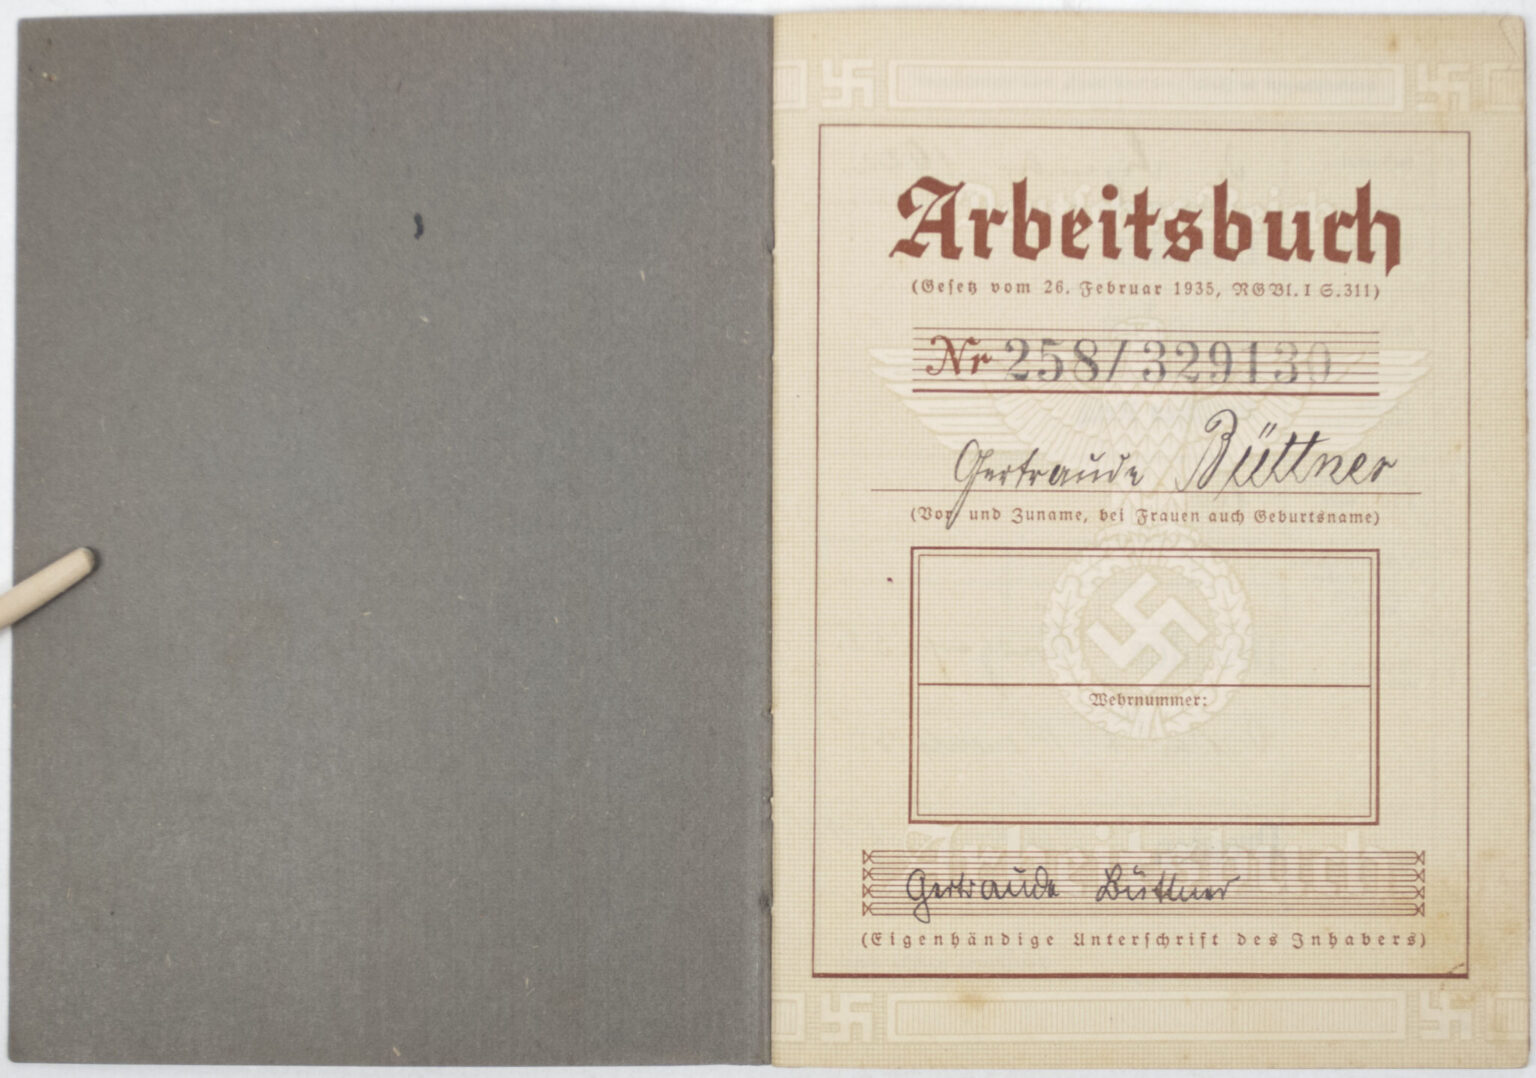 Arbeitsbuch
(Gesetz vom 26. Februar 1935, RGBl. I S. 311)
Nr 258/329130
Gertraude Büttner
(Vor- und Zuname, bei Frauen auch Geburtsname)
Wehrnummer:
Arbeitsbuch
Gertraude Büttner
(Eigenhändige Unterschrift des Inhabers)